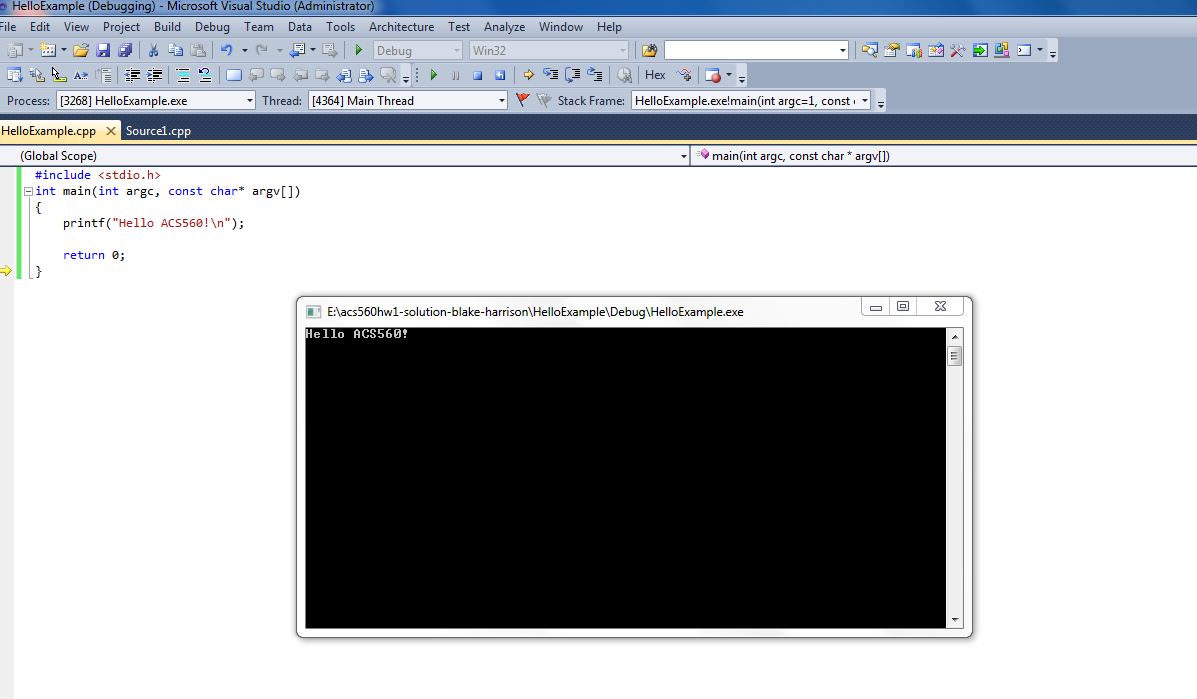 HelloExample (Debugging) - Microsoft Visual Studio (Administrator)
File Edit View Project Build Debug Team Data Tools Architecture Test Analyze Window Help
Debug Win32
Hex
Process: [3268] HelloExample.exe Thread: [4364] Main Thread Stack Frame: HelloExample.exe!main(int argc=1, const
HelloExample.cpp Source1.cpp
(Global Scope) main(int argc, const char * argv[])
#include <stdio.h>
int main(int argc, const char* argv[])
{
printf("Hello ACS560!\n");
return 0;
}
E:\acs560hw1-solution-blake-harrison\HelloExample\Debug\HelloExample.exe
Hello ACS560!